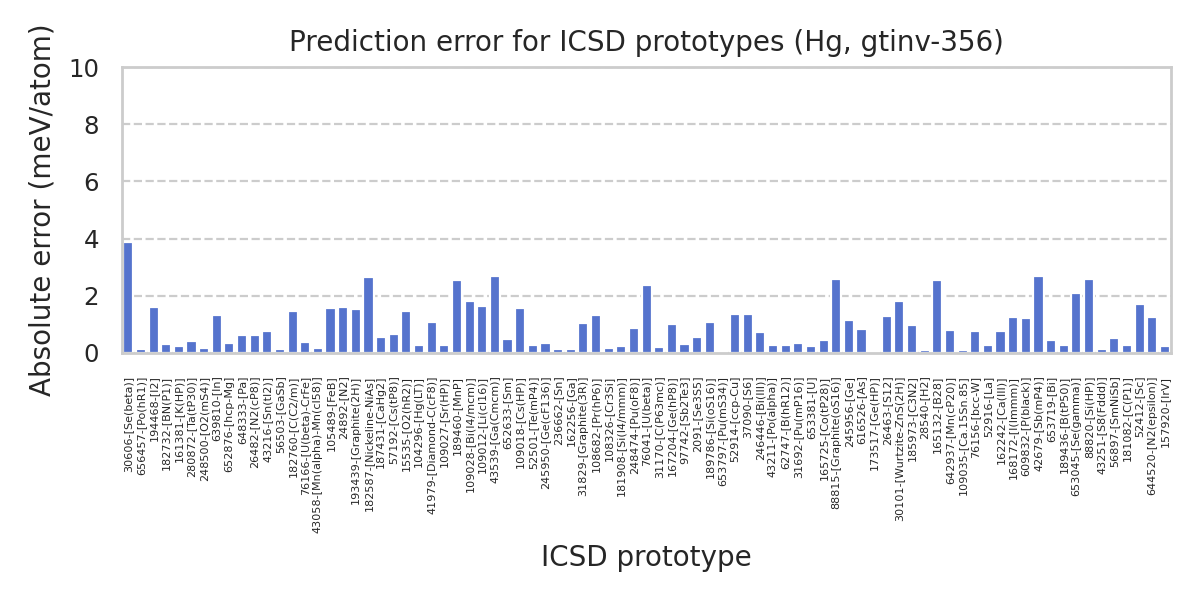 Prediction error for ICSD prototypes (Hg, gtinv-356)
Absolute error (meV/atom)
10
8
6
4
2
0
30606-[Se(beta)]
656457-[Po(hR1)]
194468-[I2]
182732-[BN(P1)]
161381-[K(HP)]
280872-[Ta(tP30)]
248500-[O2(mS4)]
639810-[In]
652876-[hcp-Mg]
648333-[Pa]
26482-[N2(cP8)]
43216-[Sn(tI2)]
56503-[GaSb]
182760-[C(C2/m)]
76166-[U(beta)-CrFe]
43058-[Mn(alpha)-Mn(cI58)]
105489-[FeB]
24892-[N2]
193439-[Graphite(2H)]
182587-[Nickeline-NiAs]
187431-[CaHg2]
57192-[Cs(tP8)]
15535-[O2(hR2)]
104296-[Hg(LT)]
41979-[Diamond-C(cF8)]
109027-[Sr(HP)]
189460-[MnP]
109028-[Bi(I4/mcm)]
109012-[Li(cI16)]
43539-[Ga(Cmcm)]
652633-[Sm]
109018-[Cs(HP)]
52501-[Te(mP4)]
245950-[Ge(cF136)]
236662-[Sn]
162256-[Ga]
31829-[Graphite(3R)]
108682-[Pr(hP6)]
108326-[Cr3Si]
181908-[Si(I4/mmm)]
248474-[Pu(oF8)]
76041-[U(beta)]
31170-[C(P63mc)]
167204-[Ge(hP8)]
97742-[Sb2Te3]
2091-[Se3S5]
189786-[Si(oS16)]
653797-[Pu(mS34)]
52914-[ccp-Cu]
37090-[S6]
246446-[Bi(III)]
43211-[Po(alpha)]
62747-[B(hR12)]
31692-[Pu(mP16)]
653381-[U]
165725-[Co(tP28)]
88815-[Graphite(oS16)]
245956-[Ge]
616526-[As]
173517-[Ge(HP)]
26463-[S12]
30101-[Wurtzite-ZnS(2H)]
185973-[C3N2]
28540-[H2]
165132-[B28]
642937-[Mn(cP20)]
109035-[Ca.15Sn.85]
76156-[bcc-W]
52916-[La]
162242-[Ca(III)]
168172-[I(Immm)]
609832-[P(black)]
42679-[Sb(mP4)]
653719-[Bi]
189436-[B(tP50)]
653045-[Se(gamma)]
88820-[Si(HP)]
432251-[S8(Fddd)]
56897-[SmNiSb]
181082-[C(P1)]
52412-[Sc]
644520-[N2(epsilon)]
157920-[IrV]
ICSD prototype